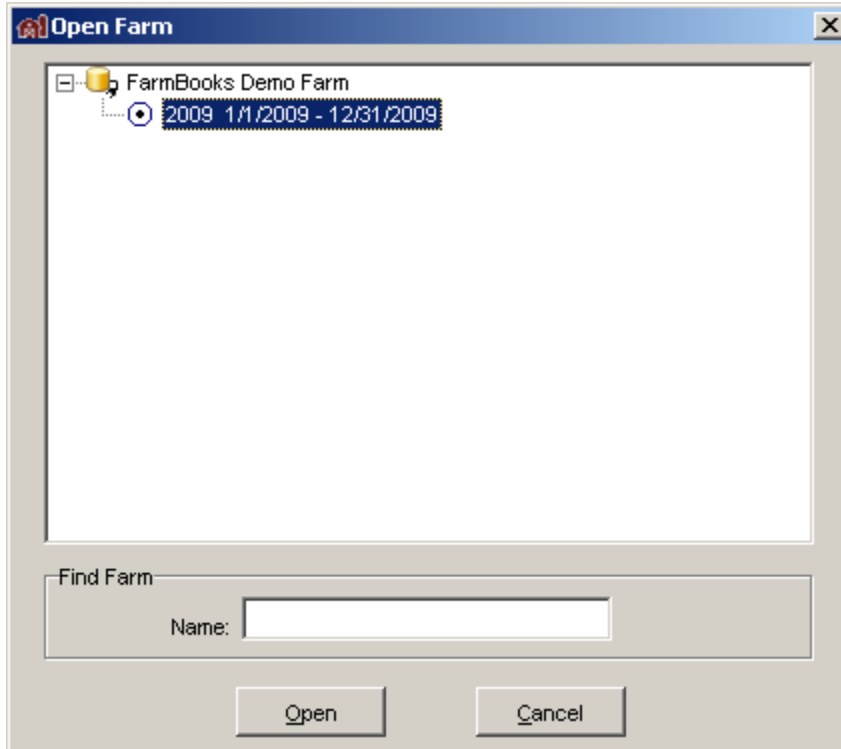 Open Farm
FarmBooks Demo Farm
2009 1/1/2009 - 12/31/2009
Find Farm
Name:
Open
Cancel